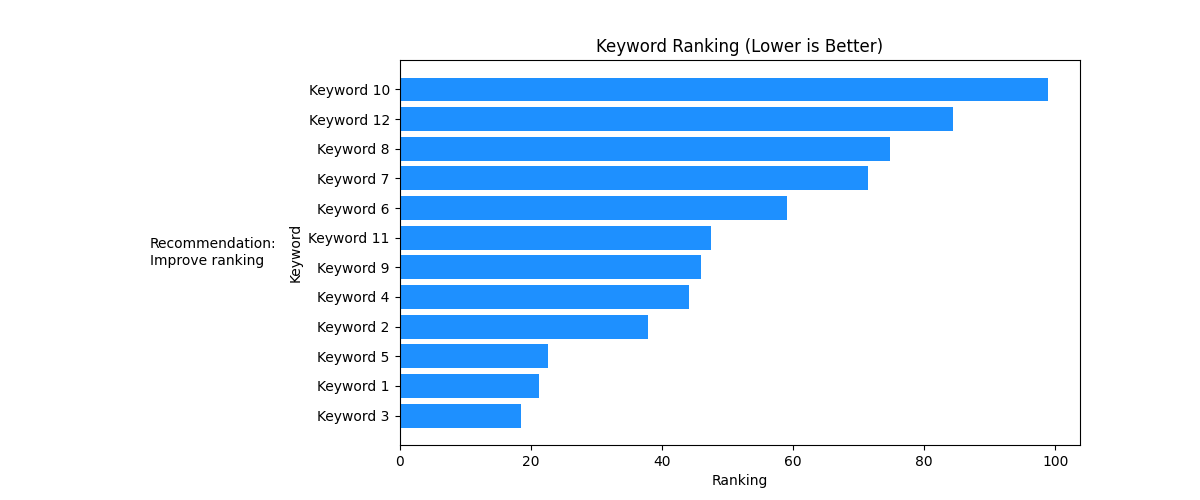 Keyword Ranking (Lower is Better)
Recommendation:
Improve ranking
Keyword
Keyword 10
Keyword 12
Keyword 8
Keyword 7
Keyword 6
Keyword 11
Keyword 9
Keyword 4
Keyword 2
Keyword 5
Keyword 1
Keyword 3
0 20 40 60 80 100
Ranking